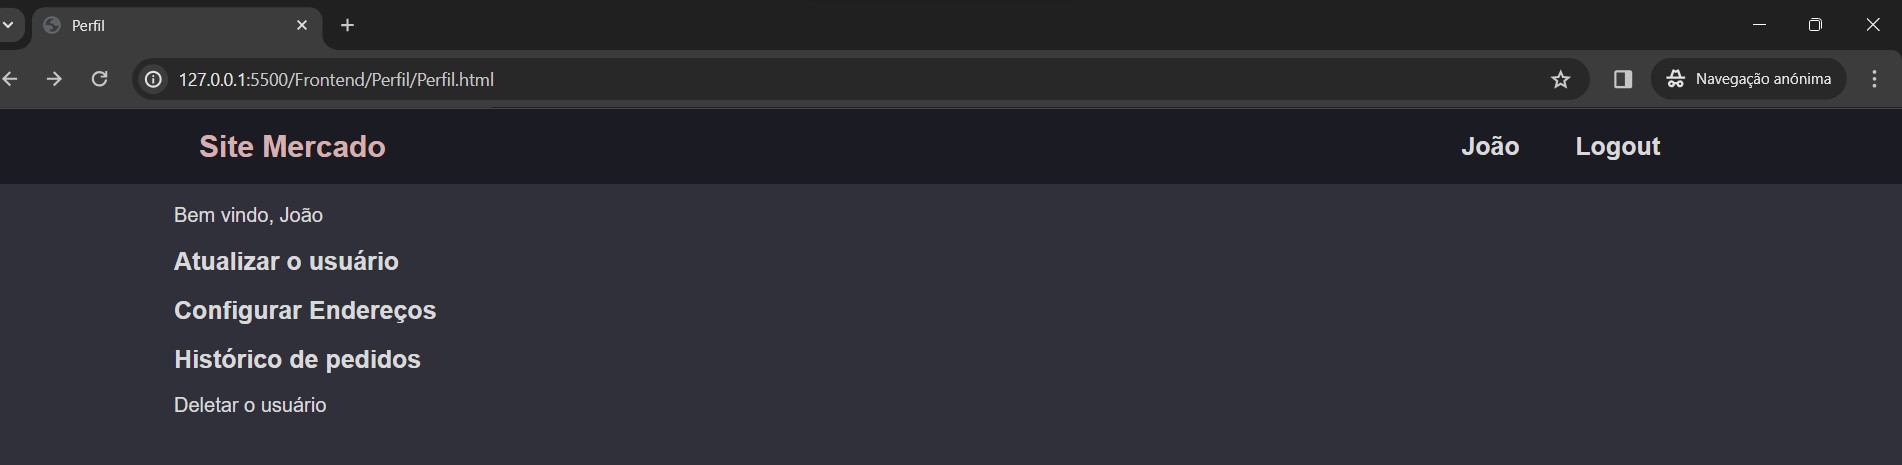 Perfil
127.0.0.1:5500/Frontend/Perfil/Perfil.html
Navegação anónima
Site Mercado
João
Logout
Bem vindo, João
Atualizar o usuário
Configurar Endereços
Histórico de pedidos
Deletar o usuário